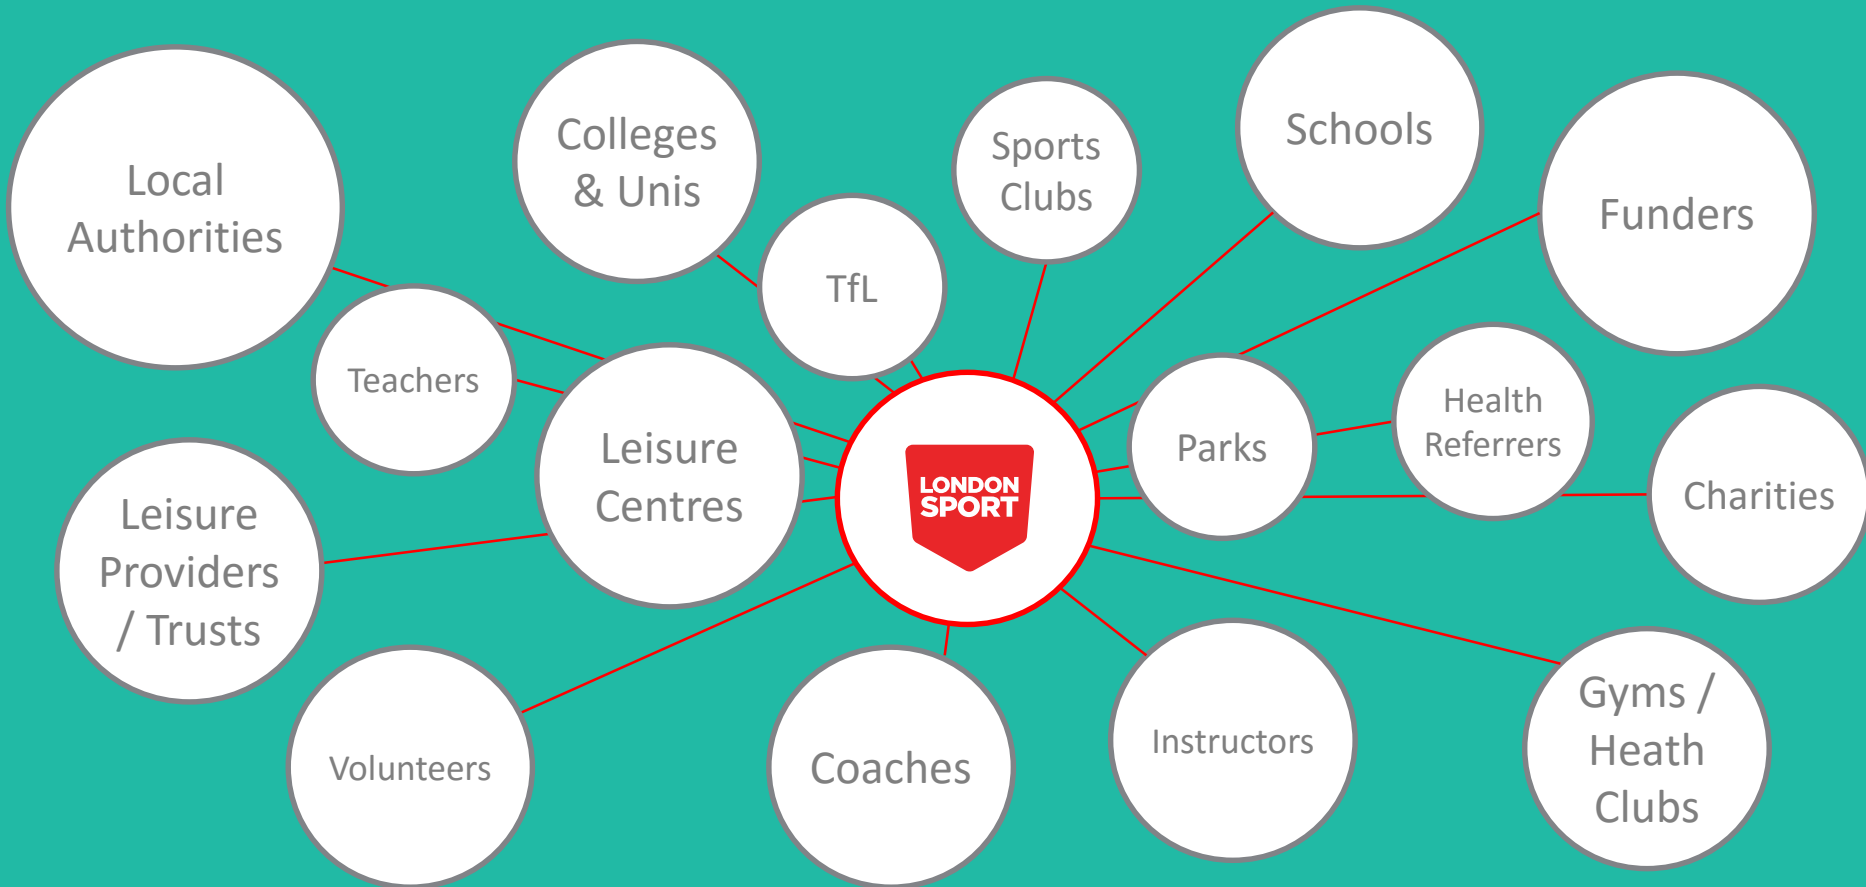 Local
Authorities
Colleges
& Unis
TfL
Sports
Clubs
Schools
Funders
Teachers
Leisure
Centres
LONDON
SPORT
Parks
Health
Referrers
Charities
Leisure
Providers
/ Trusts
Volunteers
Coaches
Instructors
Gyms /
Heath
Clubs